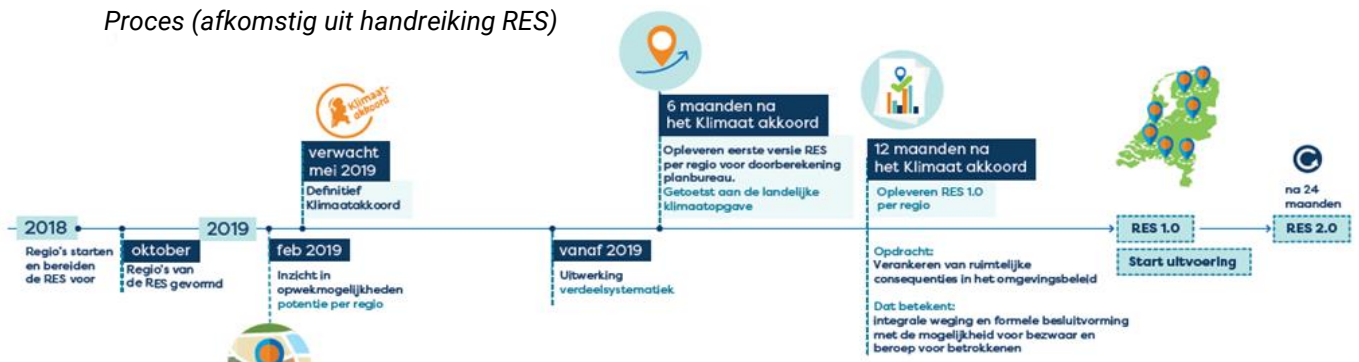 Proces (afkomstig uit handreiking RES)
Klimaat-
akkoord
verwacht
mei 2019
Definitief
Klimaatakkoord
6 maanden na
het Klimaat akkoord
Opleveren eerste versie RES
per regio voor doorberekening
planbureau.
Getoetst aan de landelijke
klimaatopgave
12 maanden na
het Klimaat akkoord
Opleveren RES 1.0
per regio
na 24
maanden
2018
Regio's starten
en bereiden
de RES voor
oktober
Regio's van
de RES gevormd
2019
feb 2019
Inzicht in
opwekmogelijkheden
potentie per regio
vanaf 2019
Uitwerking
verdeelsystematiek
Opdracht:
Verankeren van ruimtelijke
consequenties in het omgevingsbeleid
Dat betekent:
integrale weging en formele besluitvorming
met de mogelijkheid voor bezwaar en
beroep voor betrokkenen
RES 1.0
Start uitvoering
RES 2.0